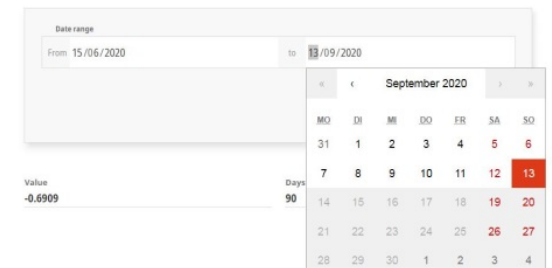 Date range
From 15/06/2020 to 13/09/2020
« ‹ September 2020 › »
MO DI MI DO FR SA SO
31 1 2 3 4 5 6
7 8 9 10 11 12 13
14 15 16 17 18 19 20
21 22 23 24 25 26 27
28 29 30 1 2 3 4
Value Days
-0.6909 90